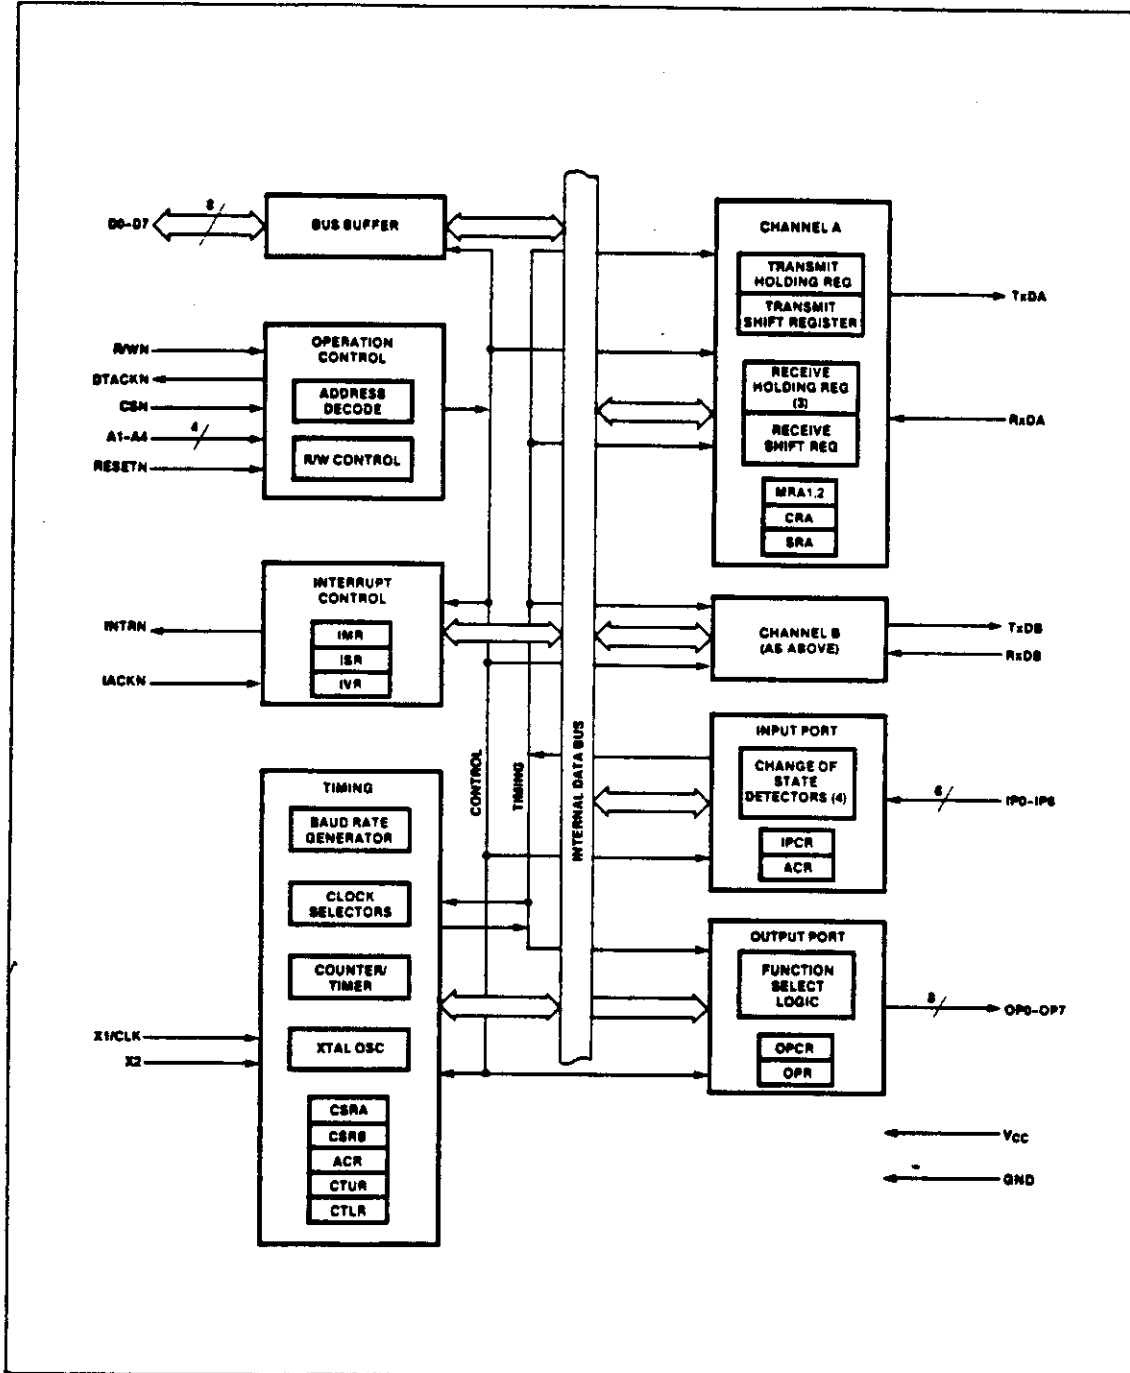 8
D0-D7
BUS BUFFER
OPERATION
CONTROL
ADDRESS
DECODE
R/W CONTROL
R/WN
DTACKN
CSN
4
A1-A4
RESETN
INTERRUPT
CONTROL
IMR
ISR
IVR
INTRN
IACKN
TIMING
BAUD RATE
GENERATOR
CLOCK
SELECTORS
COUNTER/
TIMER
XTAL OSC
X1/CLK
X2
CSRA
CSRB
ACR
CTUR
CTLR
CONTROL
TIMING
INTERNAL DATA BUS
CHANNEL A
TRANSMIT
HOLDING REG
TRANSMIT
SHIFT REGISTER
RECEIVE
HOLDING REG
(3)
RECEIVE
SHIFT REG
MRA1,2
CRA
SRA
TxDA
RxDA
CHANNEL B
(AS ABOVE)
TxDB
RxDB
INPUT PORT
CHANGE OF
STATE
DETECTORS (4)
IPCR
ACR
6
IP0-IP5
OUTPUT PORT
FUNCTION
SELECT
LOGIC
OPCR
OPR
8
OP0-OP7
VCC
GND